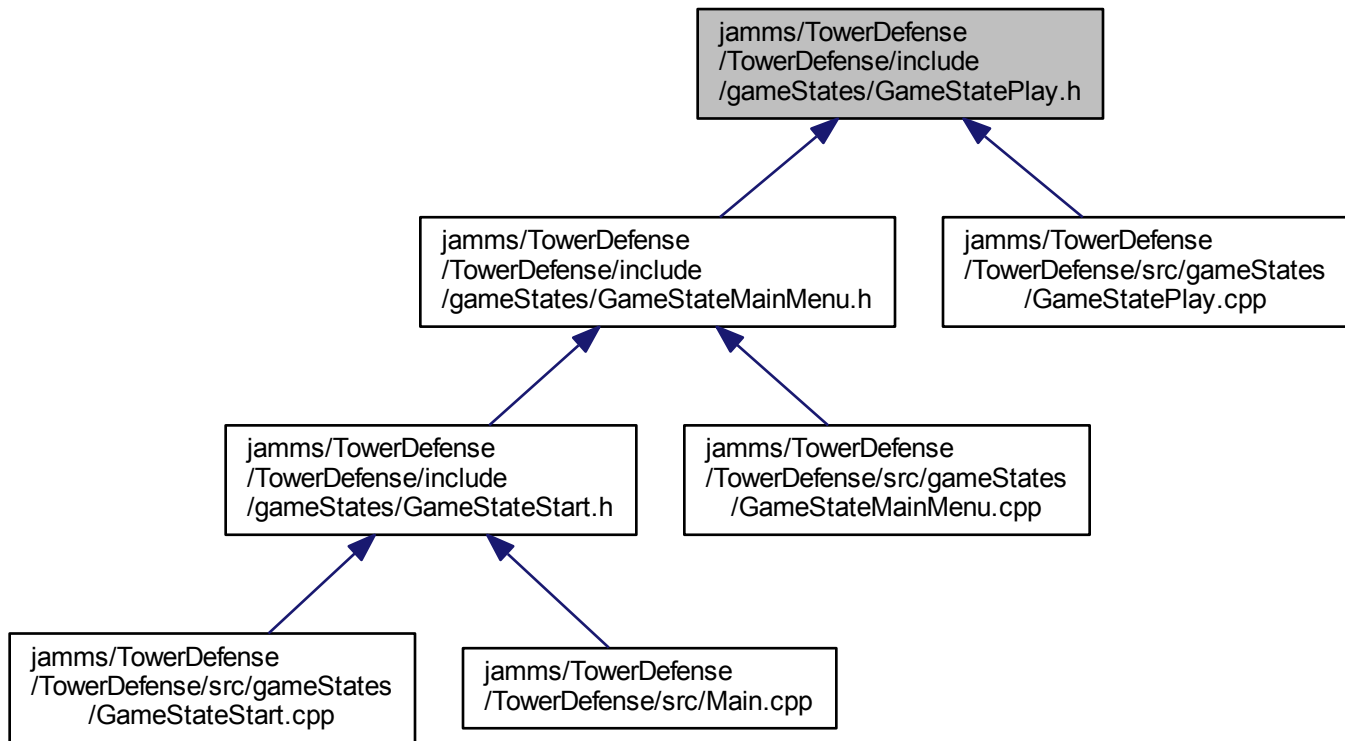 jamms/TowerDefense
/TowerDefense/include
/gameStates/GameStatePlay.h
jamms/TowerDefense
/TowerDefense/include
/gameStates/GameStateMainMenu.h
jamms/TowerDefense
/TowerDefense/src/gameStates
/GameStatePlay.cpp
jamms/TowerDefense
/TowerDefense/include
/gameStates/GameStateStart.h
jamms/TowerDefense
/TowerDefense/src/gameStates
/GameStateMainMenu.cpp
jamms/TowerDefense
/TowerDefense/src/gameStates
/GameStateStart.cpp
jamms/TowerDefense
/TowerDefense/src/Main.cpp